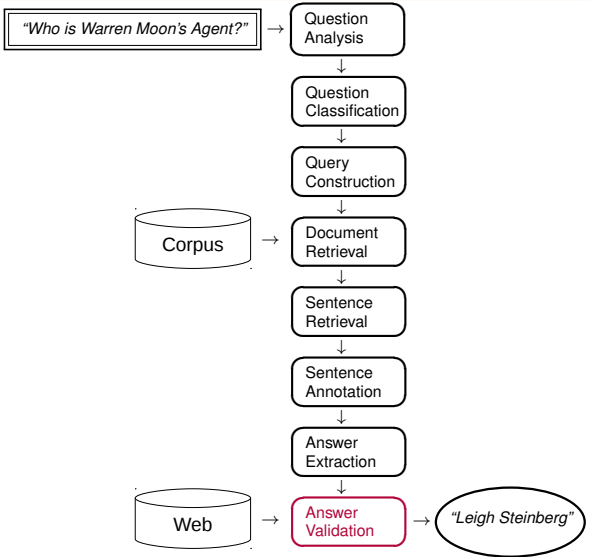 “Who is Warren Moon’s Agent?”
Question
Analysis
Question
Classification
Query
Construction
Corpus
Document
Retrieval
Sentence
Retrieval
Sentence
Annotation
Answer
Extraction
Web
Answer
Validation
“Leigh Steinberg”